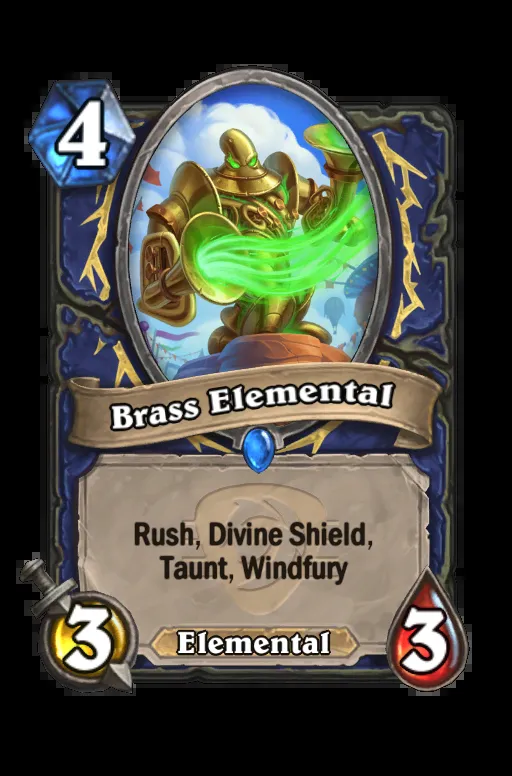 4
Brass Elemental
Rush, Divine Shield,
Taunt, Windfury
3
Elemental
3